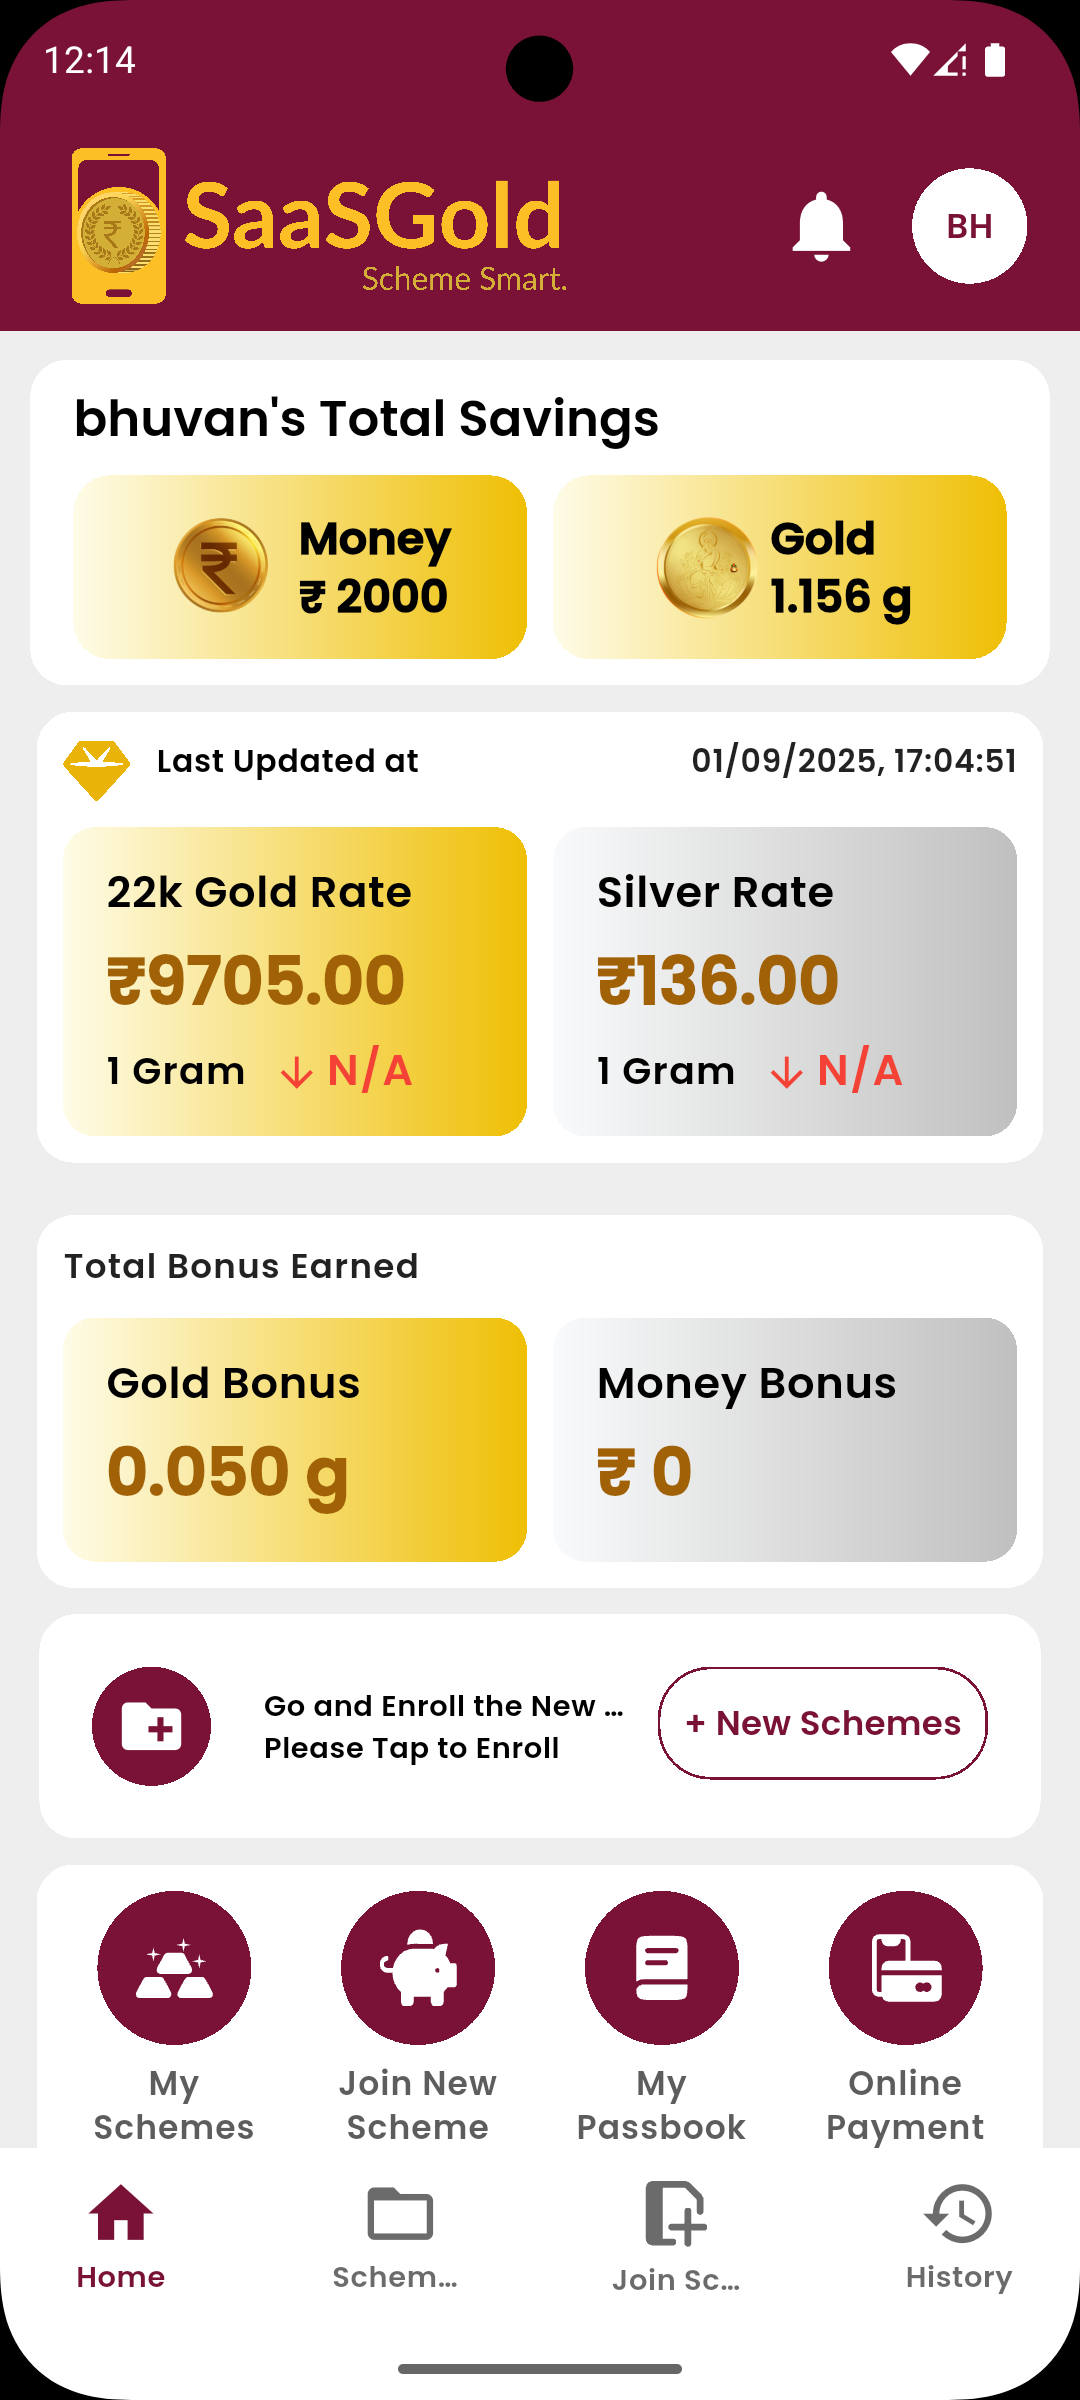 12:14
SaaSGold
Scheme Smart.
BH
bhuvan's Total Savings
Money
₹ 2000
Gold
1.156 g
Last Updated at
01/09/2025, 17:04:51
22k Gold Rate
₹9705.00
1 Gram ↓ N/A
Silver Rate
₹136.00
1 Gram ↓ N/A
Total Bonus Earned
Gold Bonus
0.050 g
Money Bonus
₹ 0
Go and Enroll the New ...
Please Tap to Enroll
+ New Schemes
My
Schemes
Join New
Scheme
My
Passbook
Online
Payment
Home
Schem...
Join Sc...
History